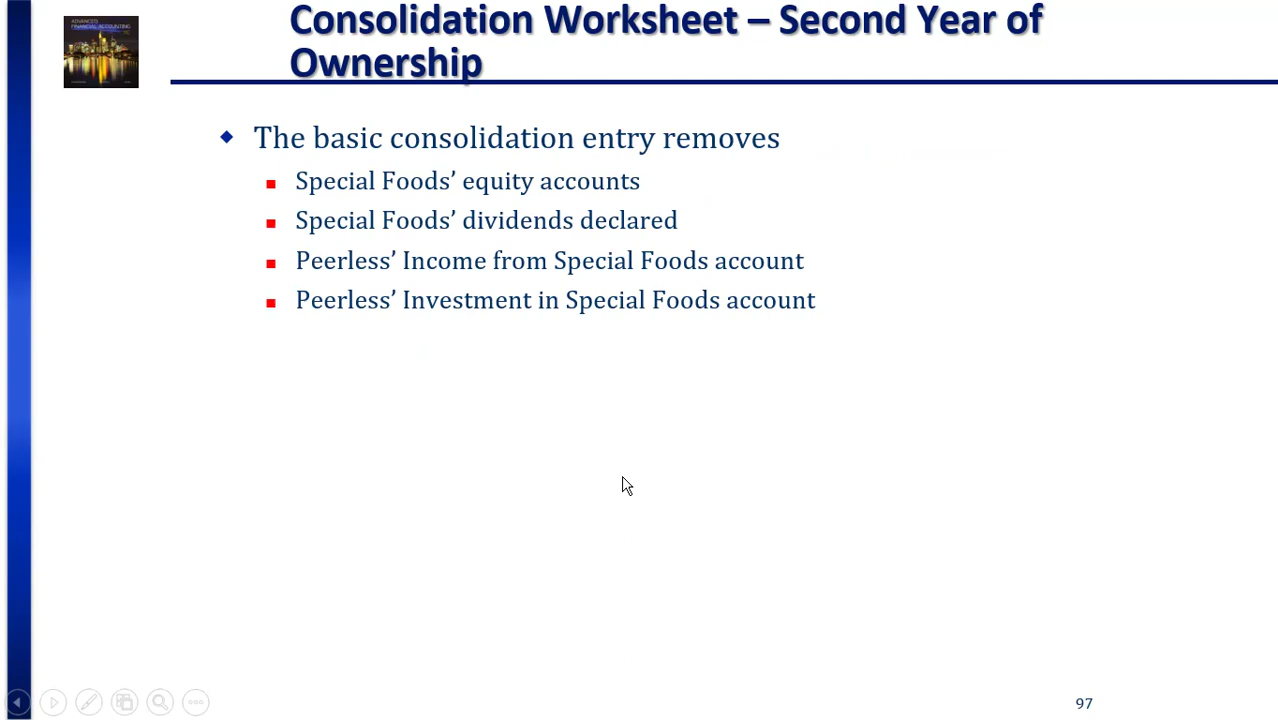 Consolidation Worksheet – Second Year of
Ownership
The basic consolidation entry removes
Special Foods’ equity accounts
Special Foods’ dividends declared
Peerless’ Income from Special Foods account
Peerless’ Investment in Special Foods account
97